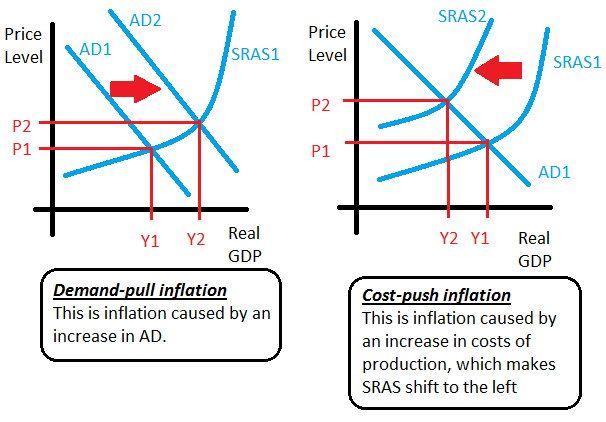 Price
Level
AD2
AD1
SRAS1
P2
P1
Y1
Y2
Real
GDP
Demand-pull inflation
This is inflation caused by an
increase in AD.
Price
Level
SRAS2
SRAS1
P2
P1
AD1
Y2
Y1
Real
GDP
Cost-push inflation
This is inflation caused by
an increase in costs of
production, which makes
SRAS shift to the left